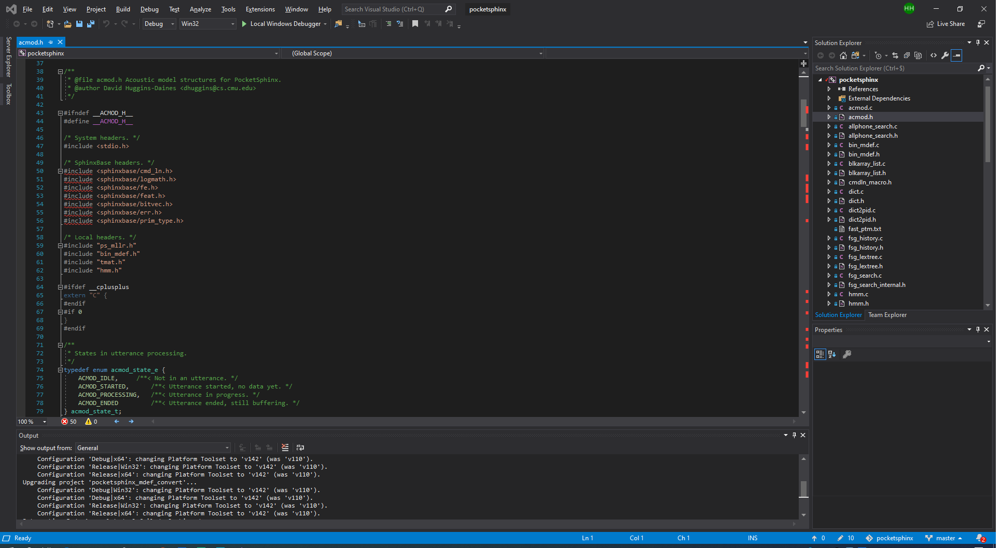 File Edit View Project Build Debug Test Analyze Tools Extensions Window Help Search Visual Studio (Ctrl+Q) pocketsphinx HH
Debug Win32 Local Windows Debugger Live Share
Server Explorer
Toolbox
acmod.h
pocketsphinx (Global Scope)
37
38 /**
39 * @file acmod.h Acoustic model structures for PocketSphinx.
40 * @author David Huggins-Daines <dhuggins@cs.cmu.edu>
41 */
42
43 #ifndef __ACMOD_H__
44 #define __ACMOD_H__
45
46 /* System headers. */
47 #include <stdio.h>
48
49 /* SphinxBase headers. */
50 #include <sphinxbase/cmd_ln.h>
51 #include <sphinxbase/logmath.h>
52 #include <sphinxbase/fe.h>
53 #include <sphinxbase/feat.h>
54 #include <sphinxbase/bitvec.h>
55 #include <sphinxbase/err.h>
56 #include <sphinxbase/prim_type.h>
57
58 /* Local headers. */
59 #include "ps_mllr.h"
60 #include "bin_mdef.h"
61 #include "tmat.h"
62 #include "hmm.h"
63
64 #ifdef __cplusplus
65 extern "C" {
66 #endif
67 #if 0
68 }
69 #endif
70
71 /**
72 * States in utterance processing.
73 */
74 typedef enum acmod_state_e {
75 ACMOD_IDLE, /**< Not in an utterance. */
76 ACMOD_STARTED, /**< Utterance started, no data yet. */
77 ACMOD_PROCESSING, /**< Utterance in progress. */
78 ACMOD_ENDED /**< Utterance ended, still buffering. */
79 } acmod_state_t;
100 % 50 0
Output
Show output from: General
Configuration 'Debug|x64': changing Platform Toolset to 'v142' (was 'v110').
Configuration 'Release|Win32': changing Platform Toolset to 'v142' (was 'v110').
Configuration 'Release|x64': changing Platform Toolset to 'v142' (was 'v110').
Upgrading project 'pocketsphinx_mdef_convert'...
Configuration 'Debug|Win32': changing Platform Toolset to 'v142' (was 'v110').
Configuration 'Debug|x64': changing Platform Toolset to 'v142' (was 'v110').
Configuration 'Release|Win32': changing Platform Toolset to 'v142' (was 'v110').
Configuration 'Release|x64': changing Platform Toolset to 'v142' (was 'v110').
Solution Explorer
Search Solution Explorer (Ctrl+$)
pocketsphinx
References
External Dependencies
acmod.c
acmod.h
allphone_search.c
allphone_search.h
bin_mdef.c
bin_mdef.h
blkarray_list.c
blkarray_list.h
cmdln_macro.h
dict.c
dict.h
dict2pid.c
dict2pid.h
fast_ptm.txt
fsg_history.c
fsg_history.h
fsg_lextree.c
fsg_lextree.h
fsg_search.c
fsg_search_internal.h
hmm.c
hmm.h
Solution Explorer Team Explorer
Properties
Ready Ln 1 Col 1 Ch 1 INS 0 10 pocketsphinx master 2